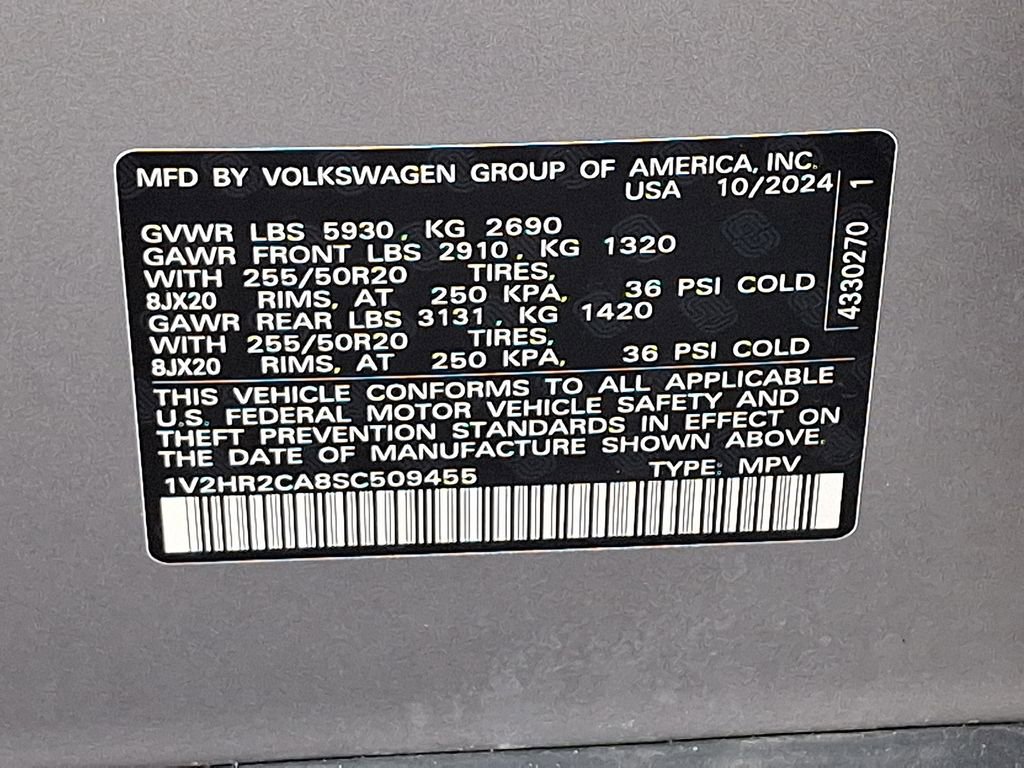 MFD BY VOLKSWAGEN GROUP OF AMERICA, INC.
USA 10/2024
GVWR LBS 5930, KG 2690
GAWR FRONT LBS 2910, KG 1320
WITH 255/50R20 TIRES,
8JX20 RIMS, AT 250 KPA, 36 PSI COLD
GAWR REAR LBS 3131, KG 1420
WITH 255/50R20 TIRES,
8JX20 RIMS, AT 250 KPA, 36 PSI COLD
THIS VEHICLE CONFORMS TO ALL APPLICABLE
U.S. FEDERAL MOTOR VEHICLE SAFETY AND
THEFT PREVENTION STANDARDS IN EFFECT ON
THE DATE OF MANUFACTURE SHOWN ABOVE.
1V2HR2CA8SC509455 TYPE: MPV
4330270 1